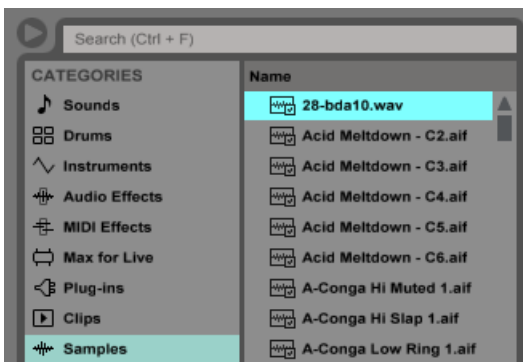 Search (Ctrl + F)
CATEGORIES
Sounds
Drums
Instruments
Audio Effects
MIDI Effects
Max for Live
Plug-ins
Clips
Samples
Name
28-bda10.wav
Acid Meltdown - C2.aif
Acid Meltdown - C3.aif
Acid Meltdown - C4.aif
Acid Meltdown - C5.aif
Acid Meltdown - C6.aif
A-Conga Hi Muted 1.aif
A-Conga Hi Slap 1.aif
A-Conga Low Ring 1.aif